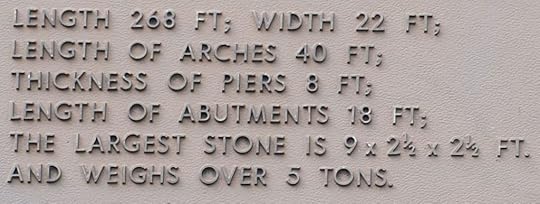 LENGTH 268 FT; WIDTH 22 FT;
LENGTH OF ARCHES 40 FT;
THICKNESS OF PIERS 8 FT;
LENGTH OF ABUTMENTS 18 FT;
THE LARGEST STONE IS 9 x 2½ x 2½ FT.
AND WEIGHS OVER 5 TONS.